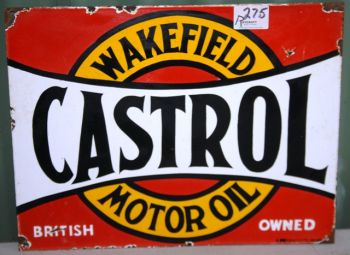 275
WAKEFIELD
CASTROL
MOTOR OIL
BRITISH OWNED